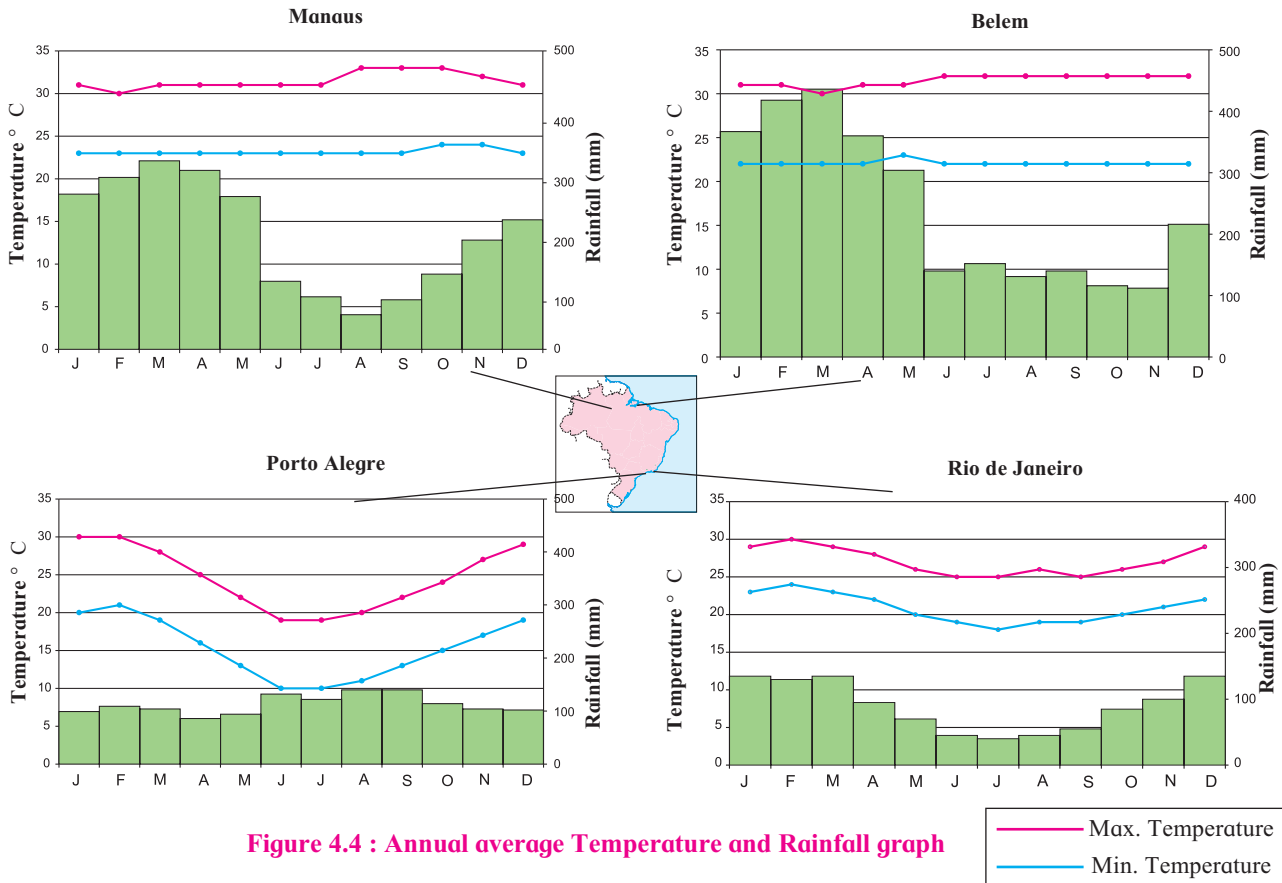 Manaus
Temperature ° C
35
30
25
20
15
10
5
0
500
400
300
200
100
0
Rainfall (mm)
J F M A M J J A S O N D
Belem
Temperature ° C
35
30
25
20
15
10
5
0
500
400
300
200
100
0
Rainfall (mm)
J F M A M J J A S O N D
Porto Alegre
Temperature ° C
35
30
25
20
15
10
5
0
500
400
300
200
100
0
Rainfall (mm)
J F M A M J J A S O N D
Rio de Janeiro
Temperature ° C
35
30
25
20
15
10
5
0
400
300
200
100
0
Rainfall (mm)
J F M A M J J A S O N D
Figure 4.4 : Annual average Temperature and Rainfall graph
Max. Temperature
Min. Temperature